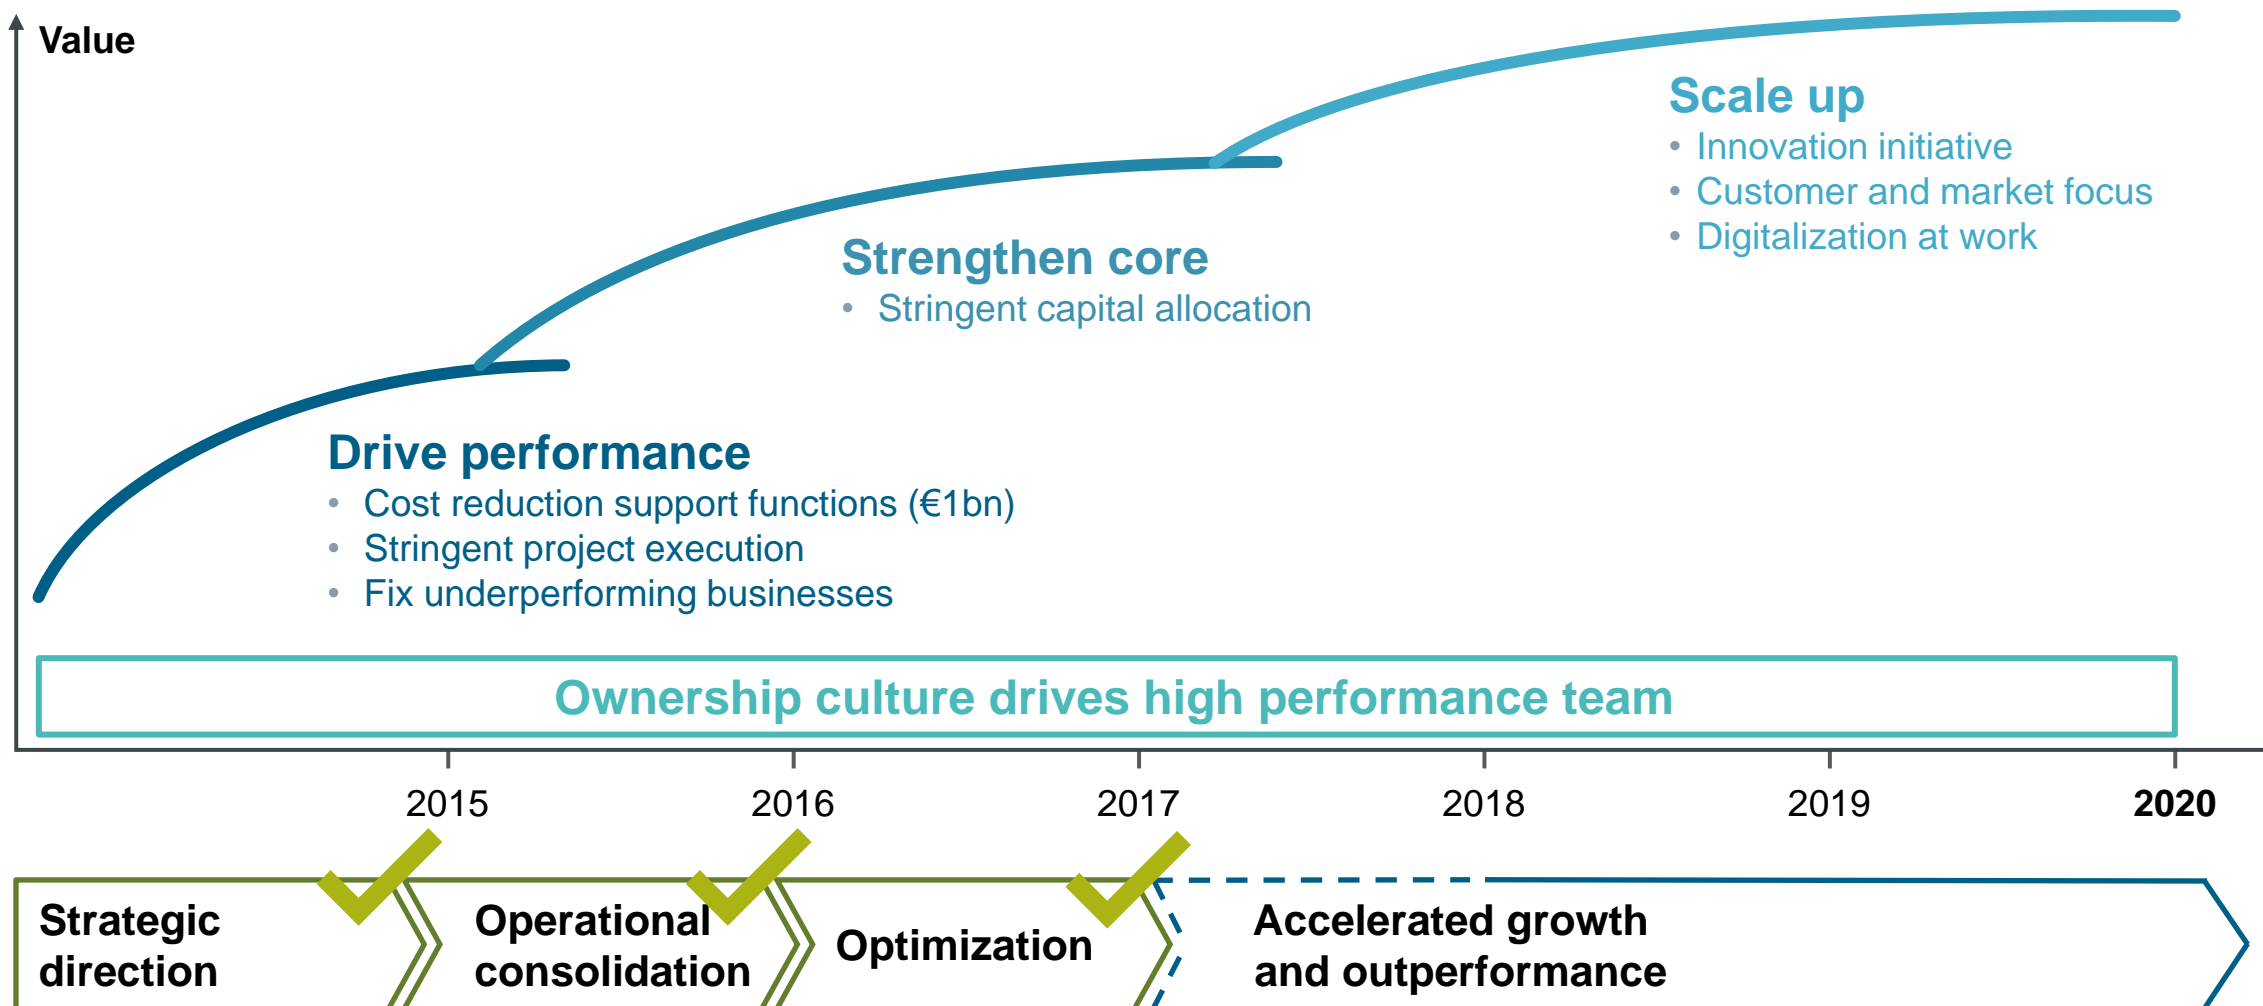 Value
Scale up
• Innovation initiative
• Customer and market focus
• Digitalization at work
Strengthen core
• Stringent capital allocation
Drive performance
• Cost reduction support functions (€1bn)
• Stringent project execution
• Fix underperforming businesses
Ownership culture drives high performance team
2015 2016 2017 2018 2019 2020
Strategic
direction
Operational
consolidation
Optimization
Accelerated growth
and outperformance